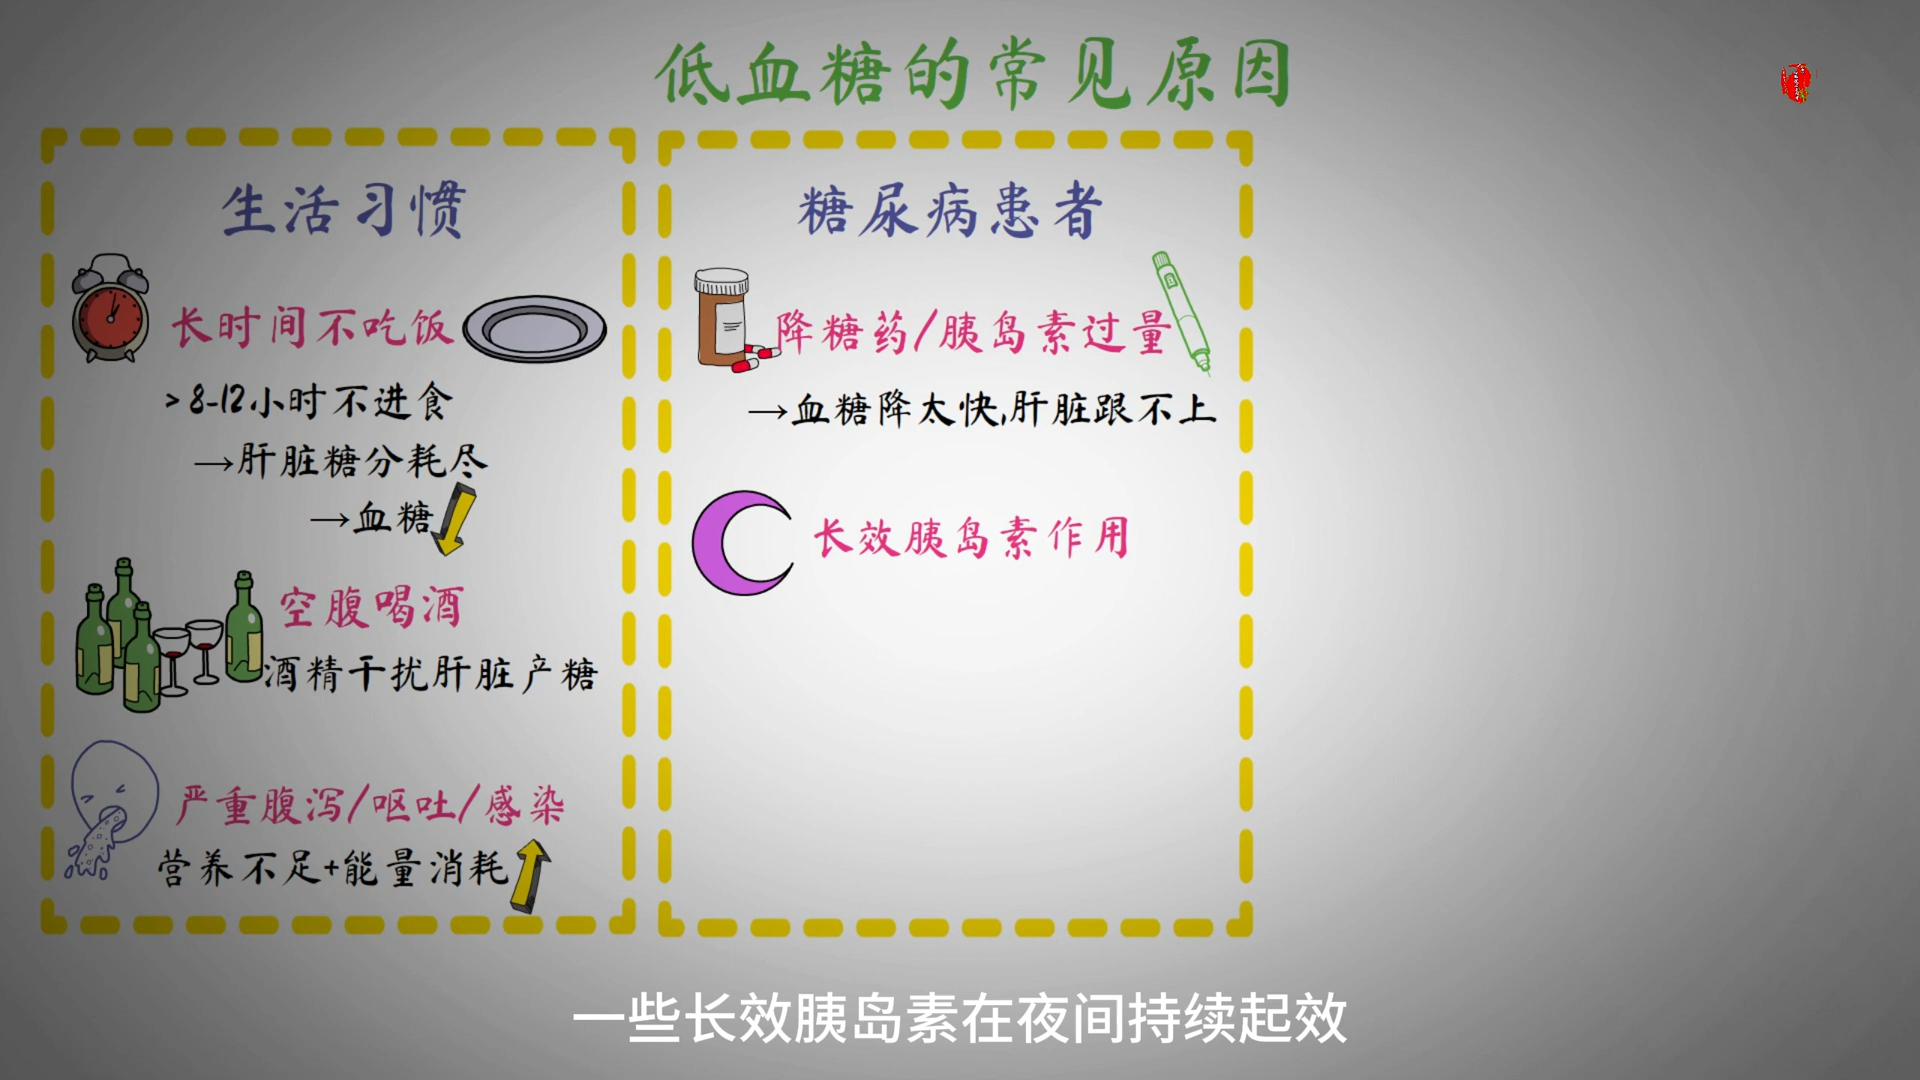 低血糖的常见原因
生活习惯
长时间不吃饭
>8-12小时不进食
→肝脏糖分耗尽
→血糖
空腹喝酒
酒精干扰肝脏产糖
严重腹泻/呕吐/感染
营养不足+能量消耗
糖尿病患者
降糖药/胰岛素过量
→血糖降太快,肝脏跟不上
长效胰岛素作用
一些长效胰岛素在夜间持续起效